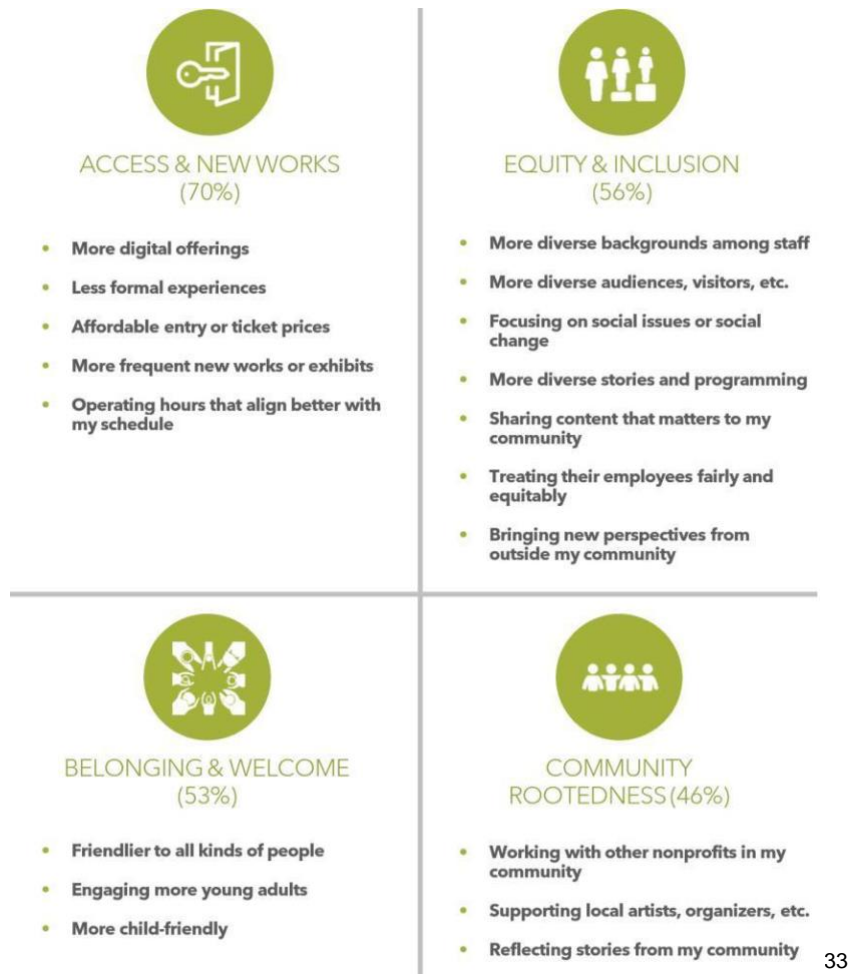 ACCESS & NEW WORKS
(70%)
• More digital offerings
• Less formal experiences
• Affordable entry or ticket prices
• More frequent new works or exhibits
• Operating hours that align better with
my schedule
EQUITY & INCLUSION
(56%)
• More diverse backgrounds among staff
• More diverse audiences, visitors, etc.
• Focusing on social issues or social
change
• More diverse stories and programming
• Sharing content that matters to my
community
• Treating their employees fairly and
equitably
• Bringing new perspectives from
outside my community
BELONGING & WELCOME
(53%)
• Friendlier to all kinds of people
• Engaging more young adults
• More child-friendly
COMMUNITY
ROOTEDNESS (46%)
• Working with other nonprofits in my
community
• Supporting local artists, organizers, etc.
• Reflecting stories from my community
33